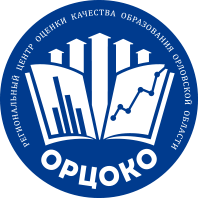 РЕГИОНАЛЬНЫЙ ЦЕНТР ОЦЕНКИ КАЧЕСТВА ОБРАЗОВАНИЯ ОРЛОВСКОЙ ОБЛАСТИ
ОРЦОКО